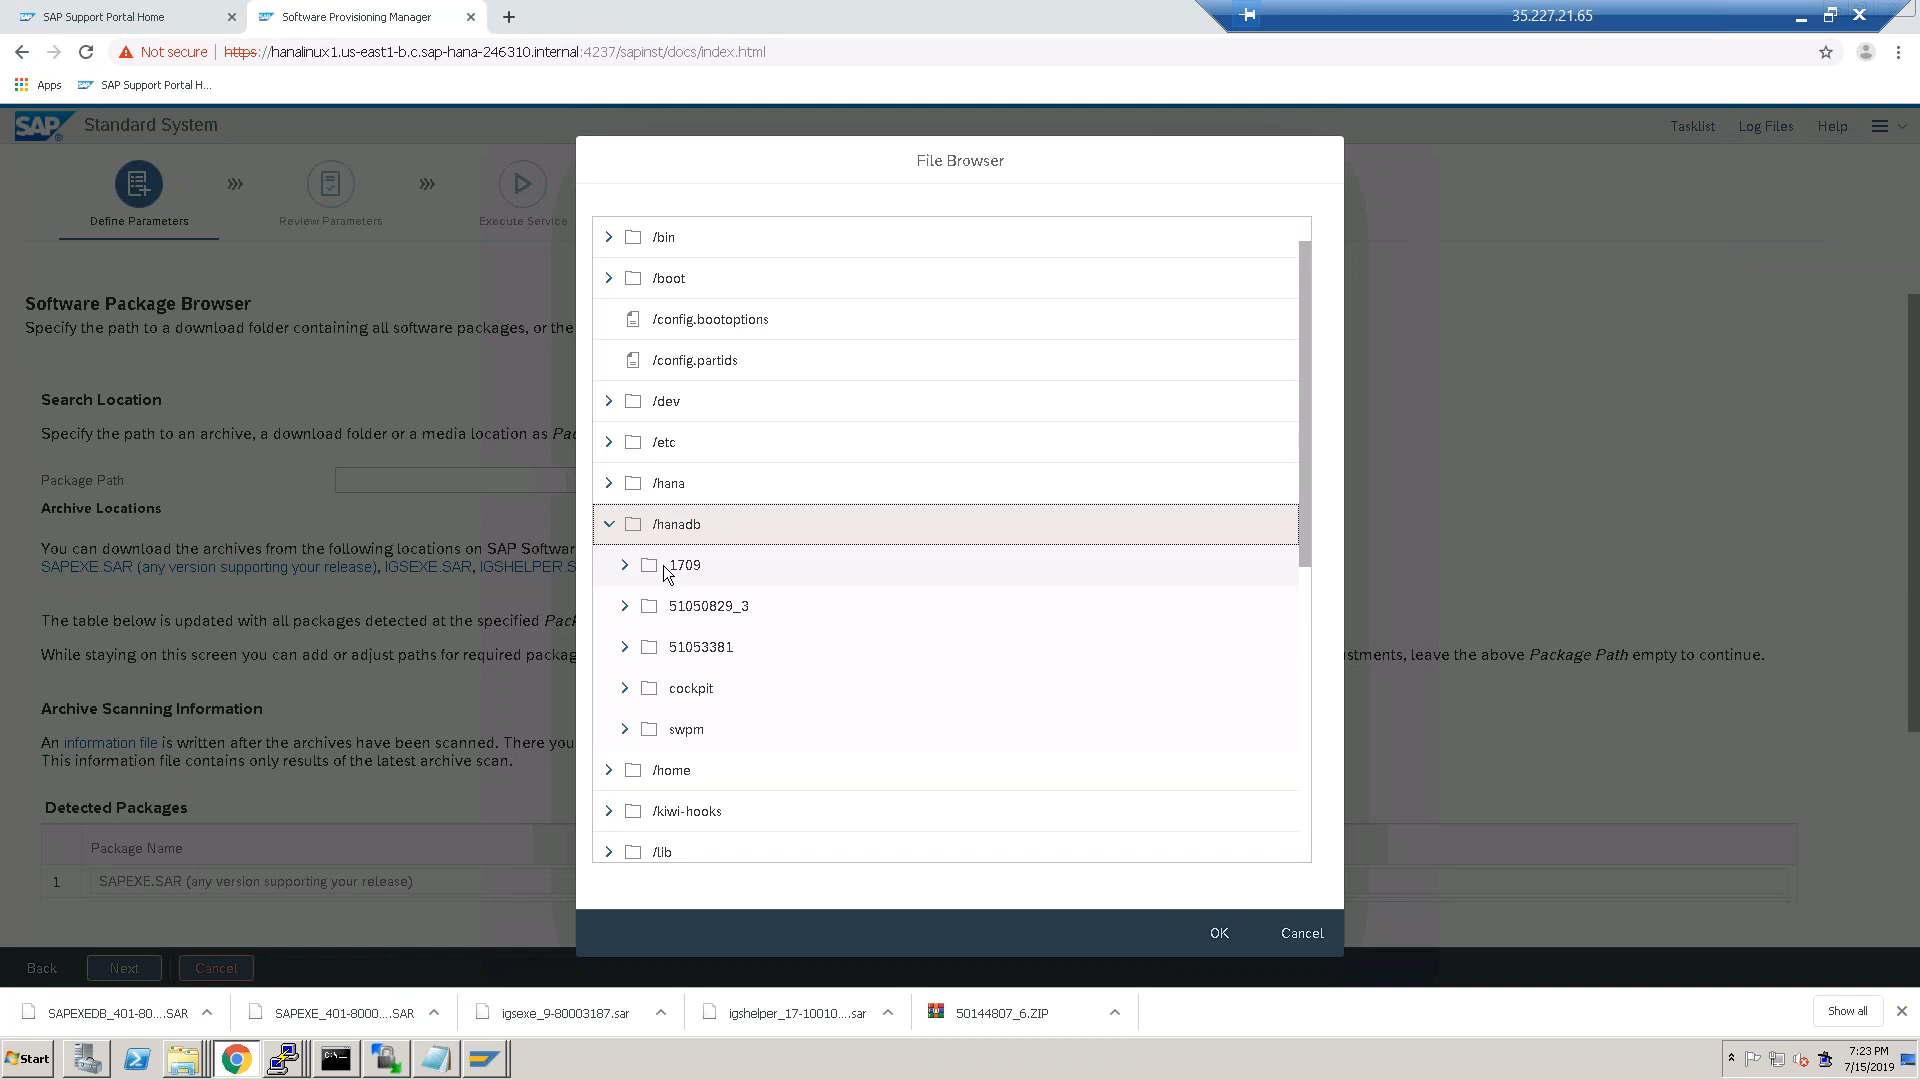 SAP Support Portal Home
Software Provisioning Manager
35.227.21.65
Not secure
https://hanalinux1.us-east1-b.c.sap-hana-246310.internal:4237/sapinst/docs/index.html
Apps
SAP Support Portal H...
SAP
Standard System
Tasklist
Log Files
Help
Define Parameters
Review Parameters
Execute Service
File Browser
Software Package Browser
Specify the path to a download folder containing all software packages, or the
Search Location
Specify the path to an archive, a download folder or a media location as Pac
Package Path
Archive Locations
You can download the archives from the following locations on SAP Softwar
SAPEXE.SAR (any version supporting your release), IGSEXE.SAR, IGSHELPER.S
The table below is updated with all packages detected at the specified Pack
While staying on this screen you can add or adjust paths for required packag
stments, leave the above Package Path empty to continue.
Archive Scanning Information
An information file is written after the archives have been scanned. There you
This information file contains only results of the latest archive scan.
Detected Packages
Package Name
1
SAPEXE.SAR (any version supporting your release)
/bin
/boot
/config.bootoptions
/config.partids
/dev
/etc
/hana
/hanadb
1709
51050829_3
51053381
cockpit
swpm
/home
/kiwi-hooks
/lib
OK
Cancel
Back
Next
Cancel
SAPEXEDB_401-80....SAR
SAPEXE_401-8000....SAR
igsexe_9-80003187.sar
igshelper_17-10010....sar
50144807_6.ZIP
Show all
Start
7:23 PM
7/15/2019